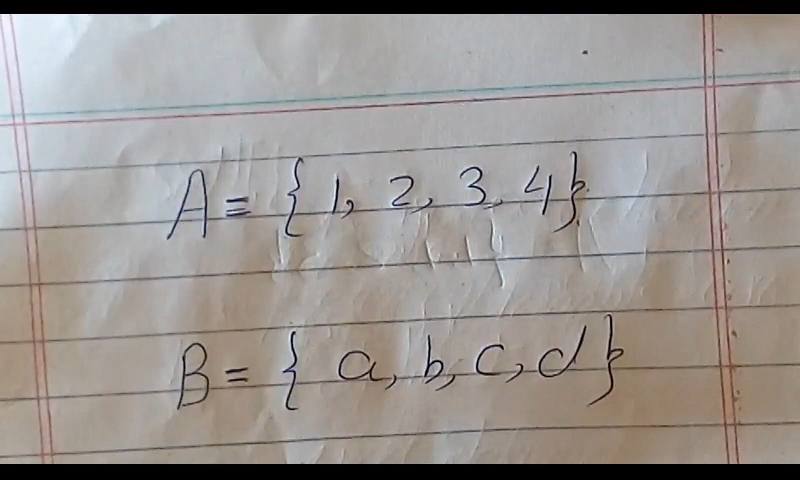 A = {1, 2, 3, 4}
B = {a, b, c, d}